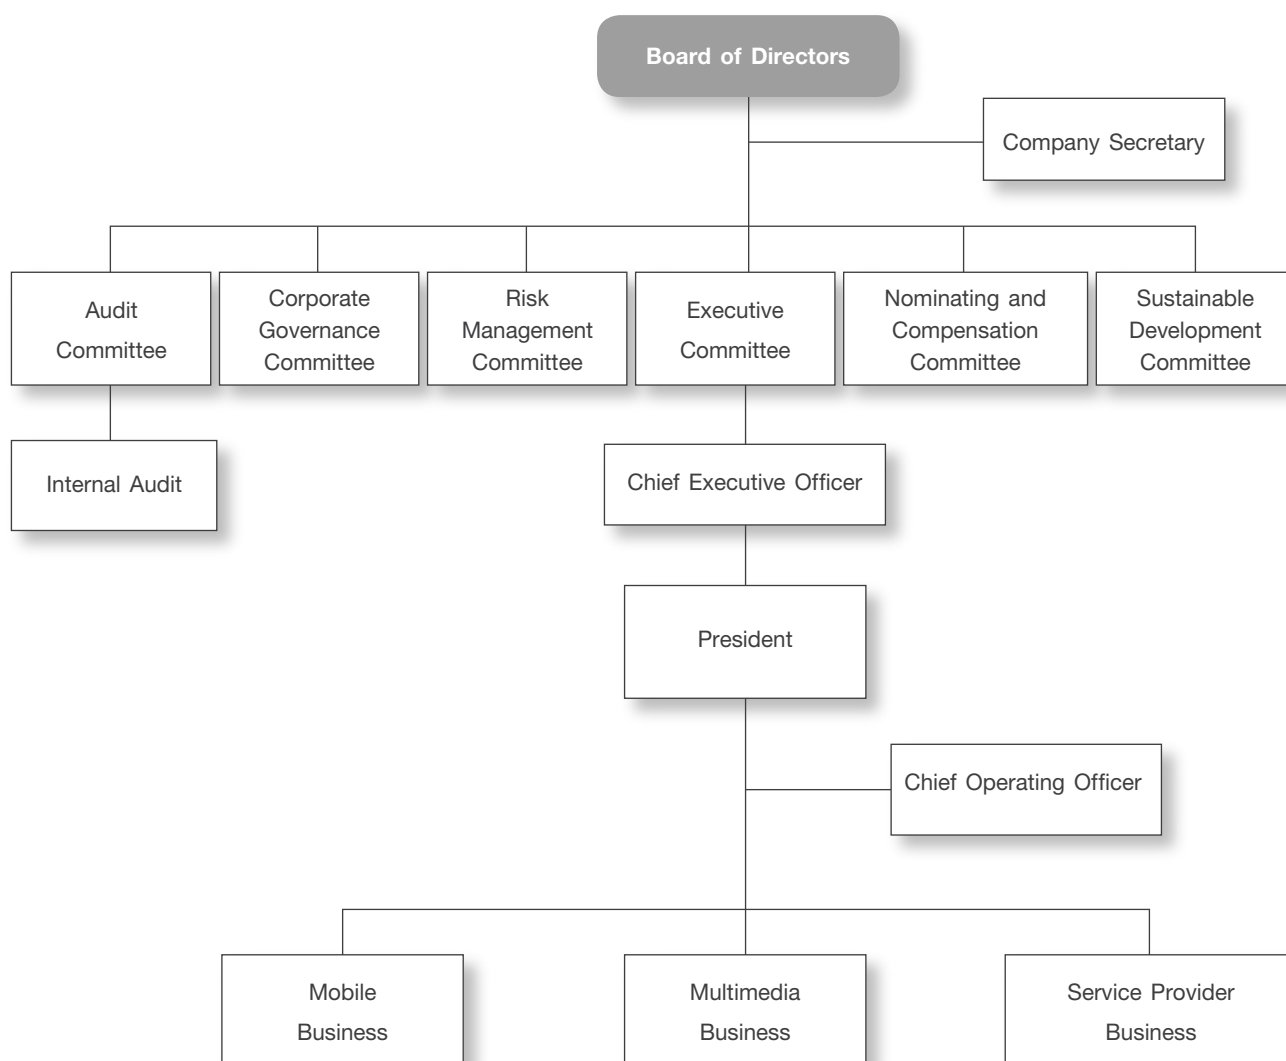 Board of Directors
Company Secretary
Audit
Committee
Corporate
Governance
Committee
Risk
Management
Committee
Executive
Committee
Nominating and
Compensation
Committee
Sustainable
Development
Committee
Internal Audit
Chief Executive Officer
President
Chief Operating Officer
Mobile
Business
Multimedia
Business
Service Provider
Business